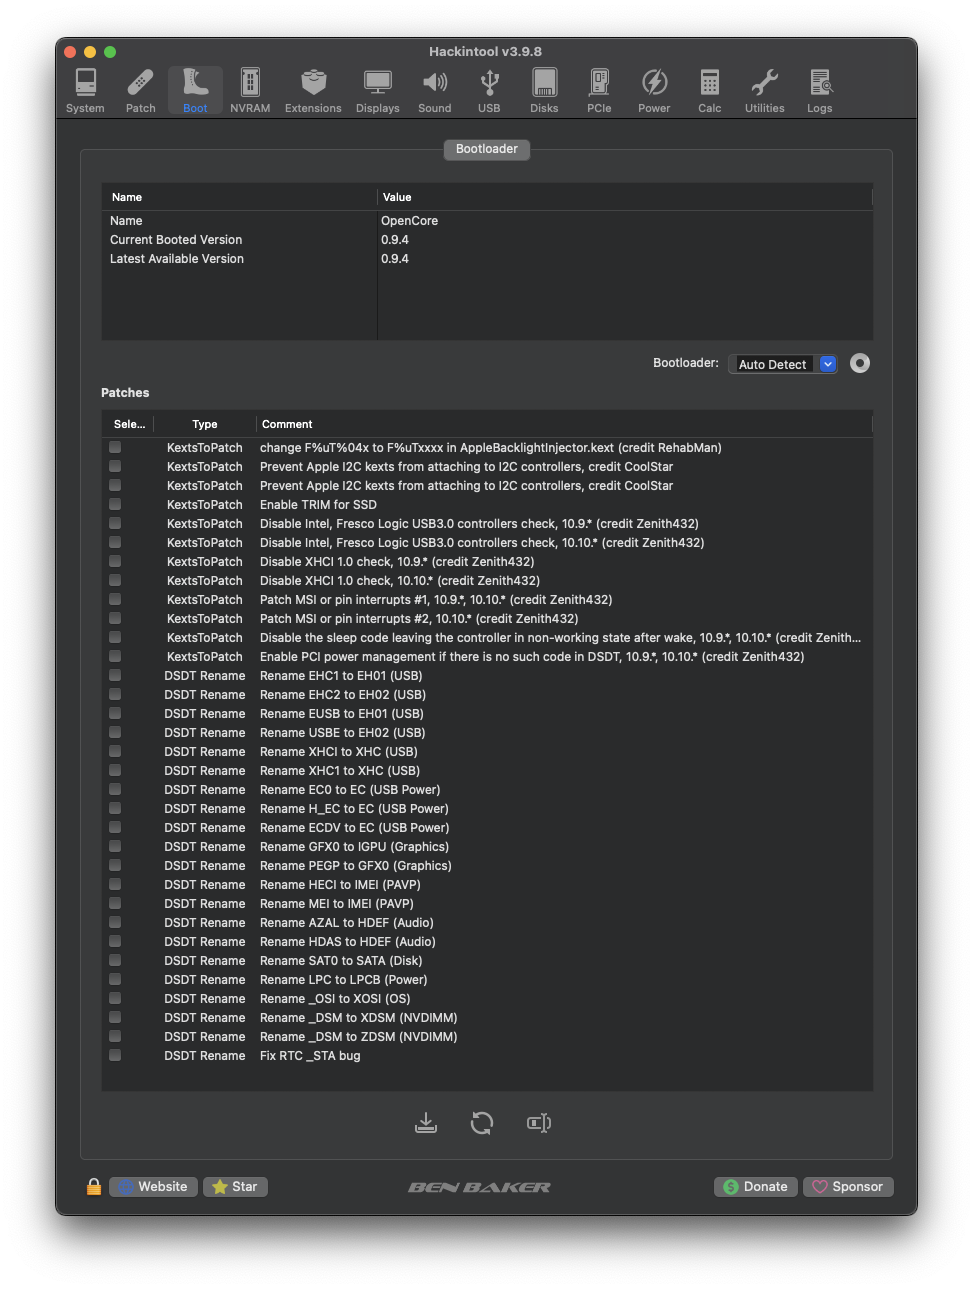 Hackintool v3.9.8
System Patch Boot NVRAM Extensions Displays Sound USB Disks PCIe Power Calc Utilities Logs
Bootloader
Name Value
Name OpenCore
Current Booted Version 0.9.4
Latest Available Version 0.9.4
Bootloader: Auto Detect
Patches
Sele... Type Comment
KextsToPatch change F%uT%04x to F%uTxxxx in AppleBacklightInjector.kext (credit RehabMan)
KextsToPatch Prevent Apple I2C kexts from attaching to I2C controllers, credit CoolStar
KextsToPatch Prevent Apple I2C kexts from attaching to I2C controllers, credit CoolStar
KextsToPatch Enable TRIM for SSD
KextsToPatch Disable Intel, Fresco Logic USB3.0 controllers check, 10.9.* (credit Zenith432)
KextsToPatch Disable Intel, Fresco Logic USB3.0 controllers check, 10.10.* (credit Zenith432)
KextsToPatch Disable XHCI 1.0 check, 10.9.* (credit Zenith432)
KextsToPatch Disable XHCI 1.0 check, 10.10.* (credit Zenith432)
KextsToPatch Patch MSI or pin interrupts #1, 10.9.*, 10.10.* (credit Zenith432)
KextsToPatch Patch MSI or pin interrupts #2, 10.10.* (credit Zenith432)
KextsToPatch Disable the sleep code leaving the controller in non-working state after wake, 10.9.*, 10.10.* (credit Zenith...
KextsToPatch Enable PCI power management if there is no such code in DSDT, 10.9.*, 10.10.* (credit Zenith432)
DSDT Rename Rename EHC1 to EH01 (USB)
DSDT Rename Rename EHC2 to EH02 (USB)
DSDT Rename Rename EUSB to EH01 (USB)
DSDT Rename Rename USBE to EH02 (USB)
DSDT Rename Rename XHCI to XHC (USB)
DSDT Rename Rename XHC1 to XHC (USB)
DSDT Rename Rename EC0 to EC (USB Power)
DSDT Rename Rename H_EC to EC (USB Power)
DSDT Rename Rename ECDV to EC (USB Power)
DSDT Rename Rename GFX0 to IGPU (Graphics)
DSDT Rename Rename PEGP to GFX0 (Graphics)
DSDT Rename Rename HECI to IMEI (PAVP)
DSDT Rename Rename MEI to IMEI (PAVP)
DSDT Rename Rename AZAL to HDEF (Audio)
DSDT Rename Rename HDAS to HDEF (Audio)
DSDT Rename Rename SAT0 to SATA (Disk)
DSDT Rename Rename LPC to LPCB (Power)
DSDT Rename Rename _OSI to XOSI (OS)
DSDT Rename Rename _DSM to XDSM (NVDIMM)
DSDT Rename Rename _DSM to ZDSM (NVDIMM)
DSDT Rename Fix RTC _STA bug
Website Star BEN BAKER Donate Sponsor